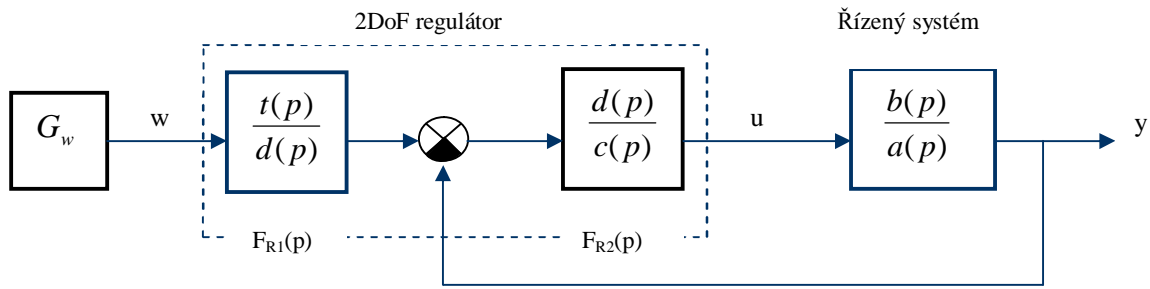 2DoF regulátor
Řízený systém
G_w
w
t(p)
d(p)
d(p)
c(p)
u
b(p)
a(p)
y
F_R1(p)
F_R2(p)